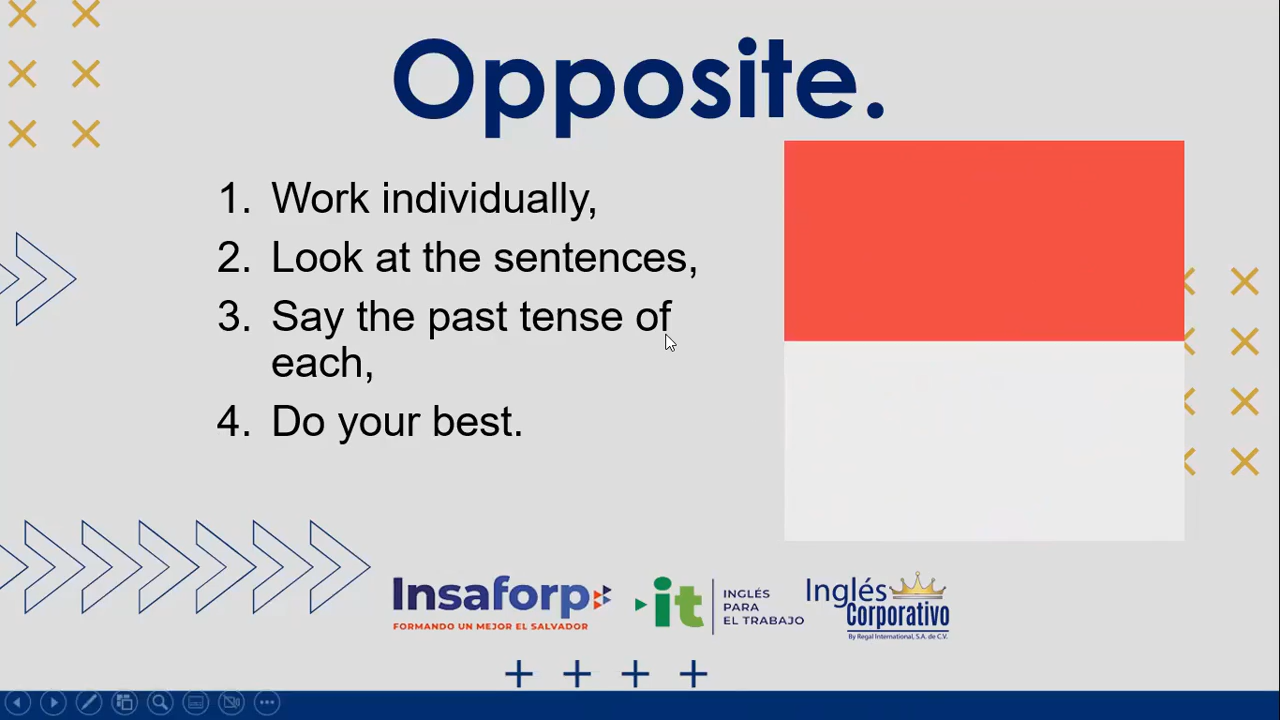 Opposite.
1. Work individually,
2. Look at the sentences,
3. Say the past tense of
each,
4. Do your best.
Insaforp
FORMANDO UN MEJOR EL SALVADOR
it
INGLÉS
PARA
EL TRABAJO
Inglés
Corporativo
By Regal International, S.A. de C.V.